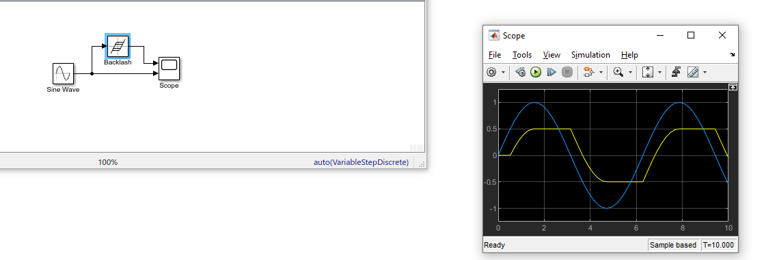 Backlash
Sine Wave
Scope
100%
auto(VariableStepDiscrete)
Scope
File Tools View Simulation Help
1
0.5
0
-0.5
-1
0 2 4 6 8 10
Ready Sample based T=10.000